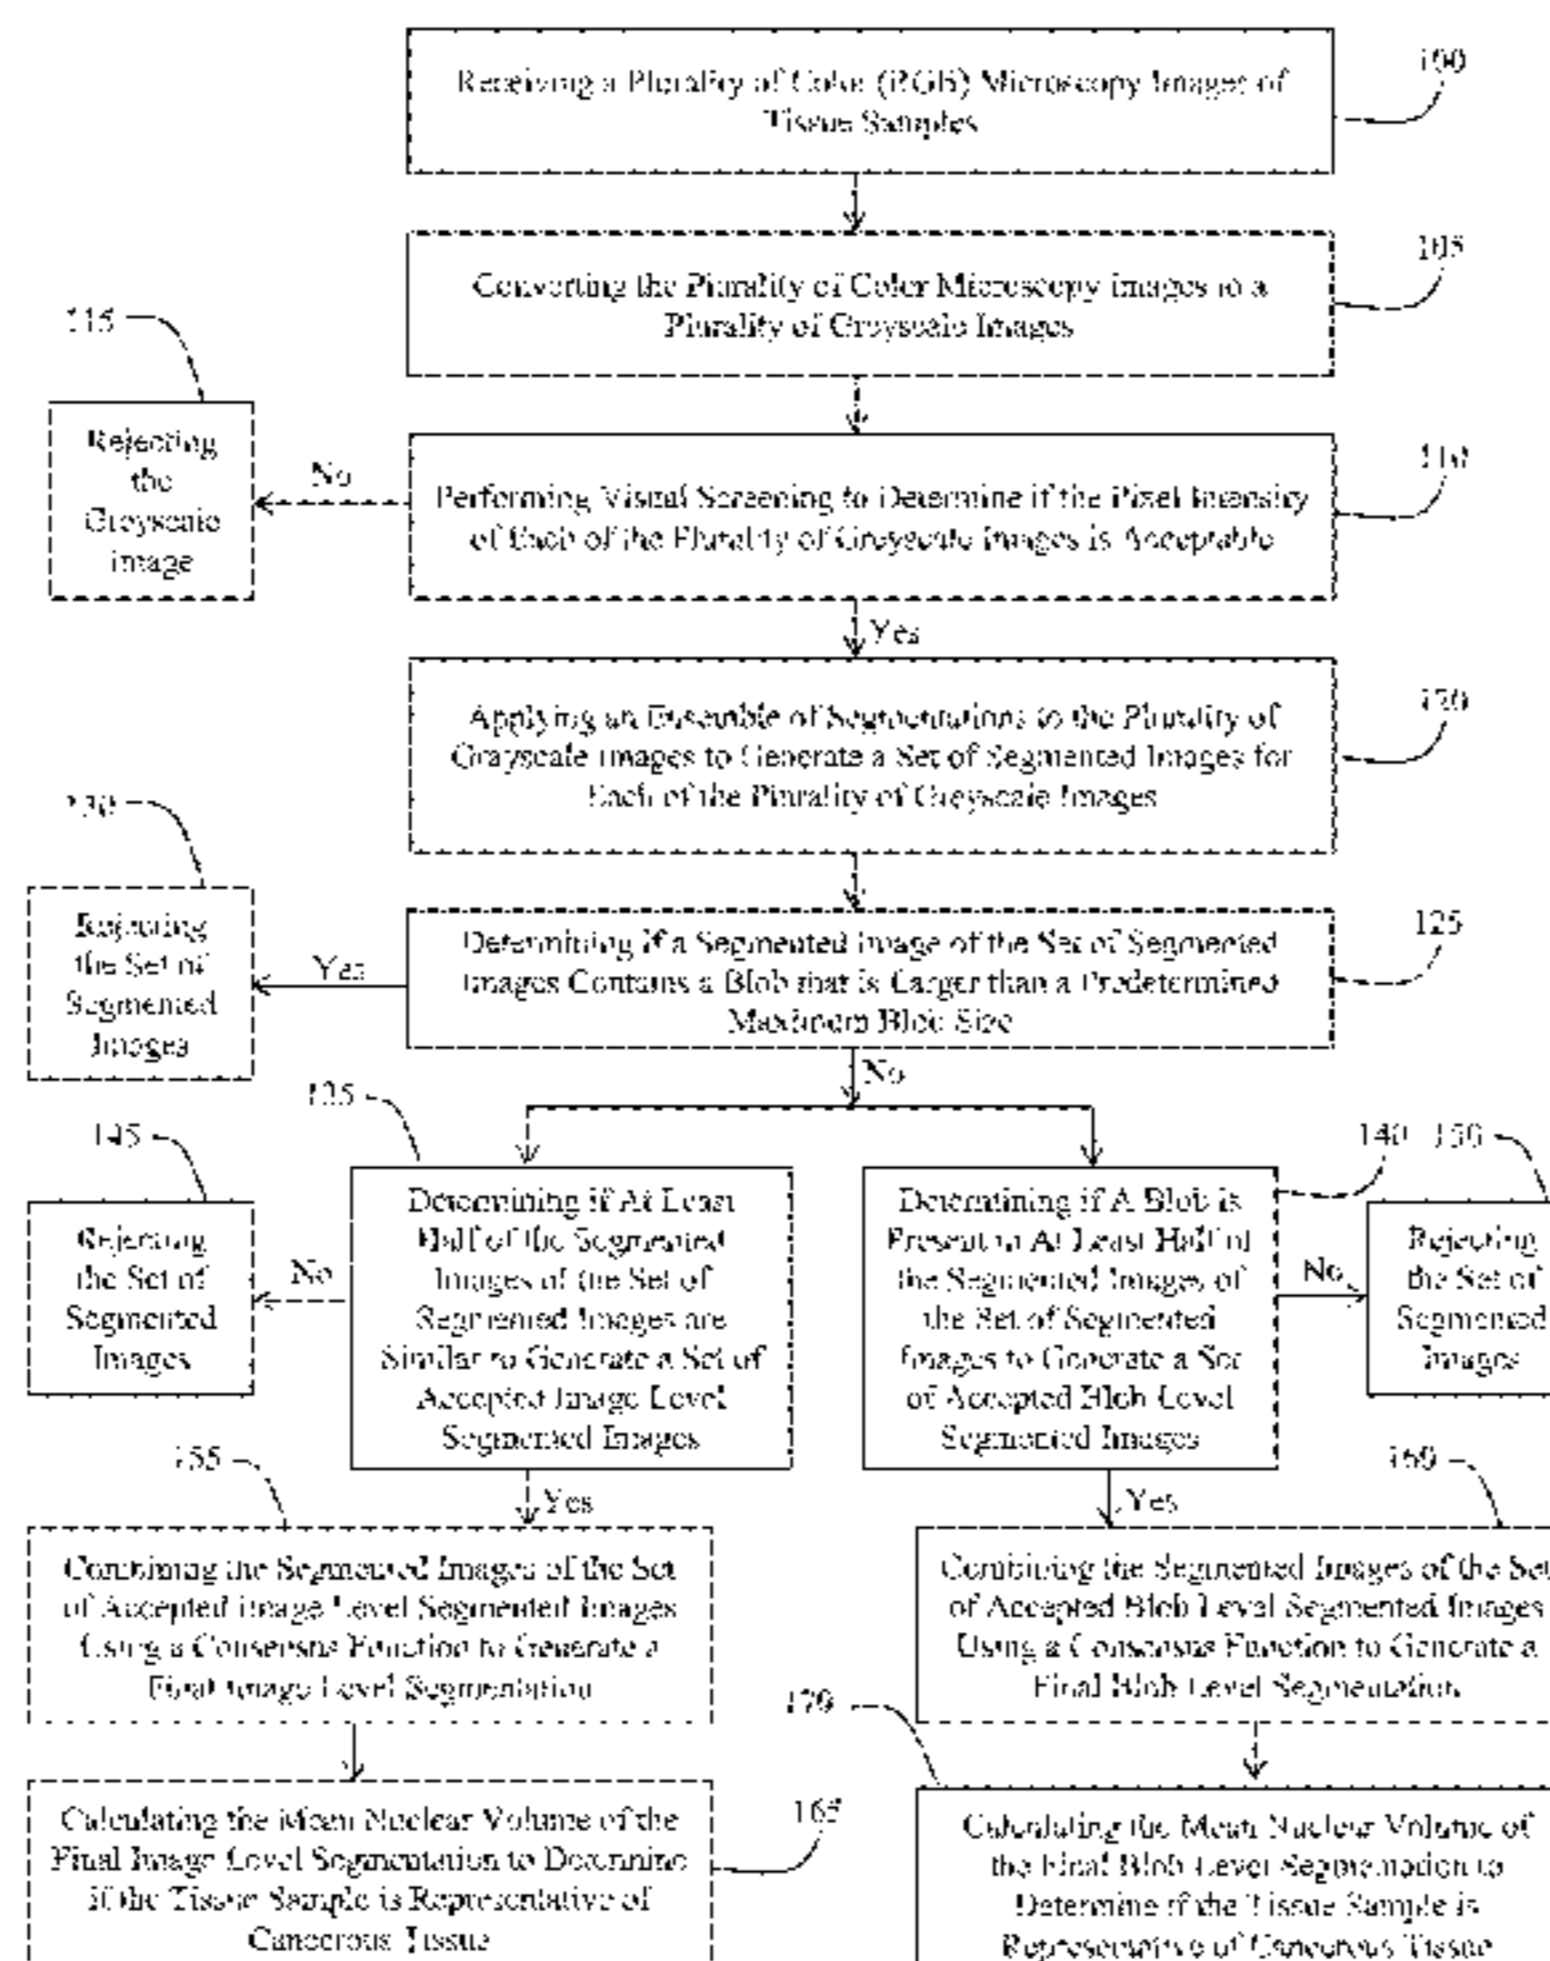 100
Receiving a Plurality of Color (RGB) Microscopy Images of
Tissue Samples
105
Converting the Plurality of Color Microscopy Images to a
Plurality of Greyscale Images
115
Rejecting
the
Greyscale
image
No
110
Performing Visual Screening to Determine if the Pixel Intensity
of Each of the Plurality of Greyscale Images is Acceptable
Yes
120
Applying an Ensemble of Segmentations to the Plurality of
Grayscale Images to Generate a Set of Segmented Images for
Each of the Plurality of Greyscale Images
130
Rejecting
the Set of
Segmented
Images
Yes
125
Determining if a Segmented Image of the Set of Segmented
Images Contains a Blob that is Larger than a Predetermined
Maximum Blob Size
No
135
145
Rejecting
the Set of
Segmented
Images
No
Determining if At Least
Half of the Segmented
Images of the Set of
Segmented Images are
Similar to Generate a Set of
Accepted Image Level
Segmented Images
140
Determining if A Blob is
Present in At Least Half of
the Segmented Images of
the Set of Segmented
Images to Generate a Set
of Accepted Blob Level
Segmented Images
No
150
Rejecting
the Set of
Segmented
Images
155
Yes
Combining the Segmented Images of the Set
of Accepted Image Level Segmented Images
Using a Consensus Function to Generate a
Final Image Level Segmentation
160
Yes
Combining the Segmented Images of the Set
of Accepted Blob Level Segmented Images
Using a Consensus Function to Generate a
Final Blob Level Segmentation
165
Calculating the Mean Nuclear Volume of the
Final Image Level Segmentation to Determine
if the Tissue Sample is Representative of
Cancerous Tissue
170
Calculating the Mean Nuclear Volume of
the Final Blob Level Segmentation to
Determine if the Tissue Sample is
Representative of Cancerous Tissue